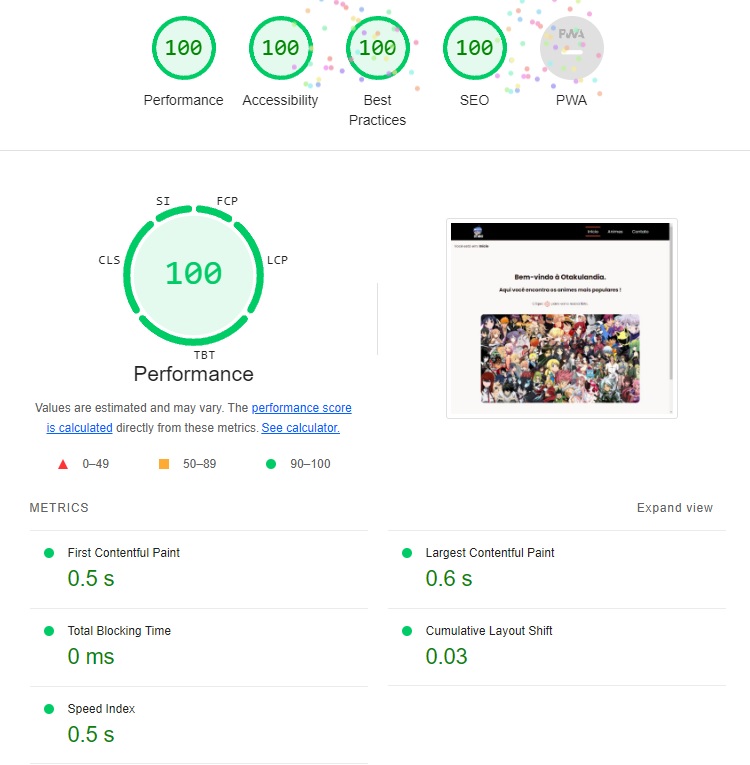 100
100
100
100
PWA
Performance
Accessibility
Best
Practices
SEO
PWA
SI
FCP
CLS
LCP
100
TBT
Performance
Values are estimated and may vary. The performance score
is calculated directly from these metrics. See calculator.
0–49
50–89
90–100
Início
Animes
Contato
Bem-vindo à Otakulandia.
Aqui você encontra os animes mais populares !
METRICS
Expand view
First Contentful Paint
0.5 s
Largest Contentful Paint
0.6 s
Total Blocking Time
0 ms
Cumulative Layout Shift
0.03
Speed Index
0.5 s